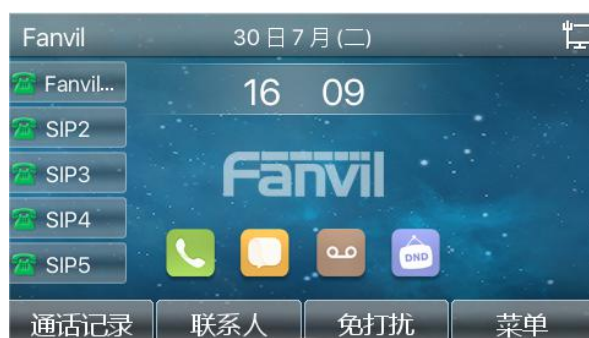 Fanvil 30日7月(二)
Fanvil...
16 09
SIP2
SIP3
Fanvil
SIP4
SIP5
DND
通话记录 联系人 免打扰 菜单